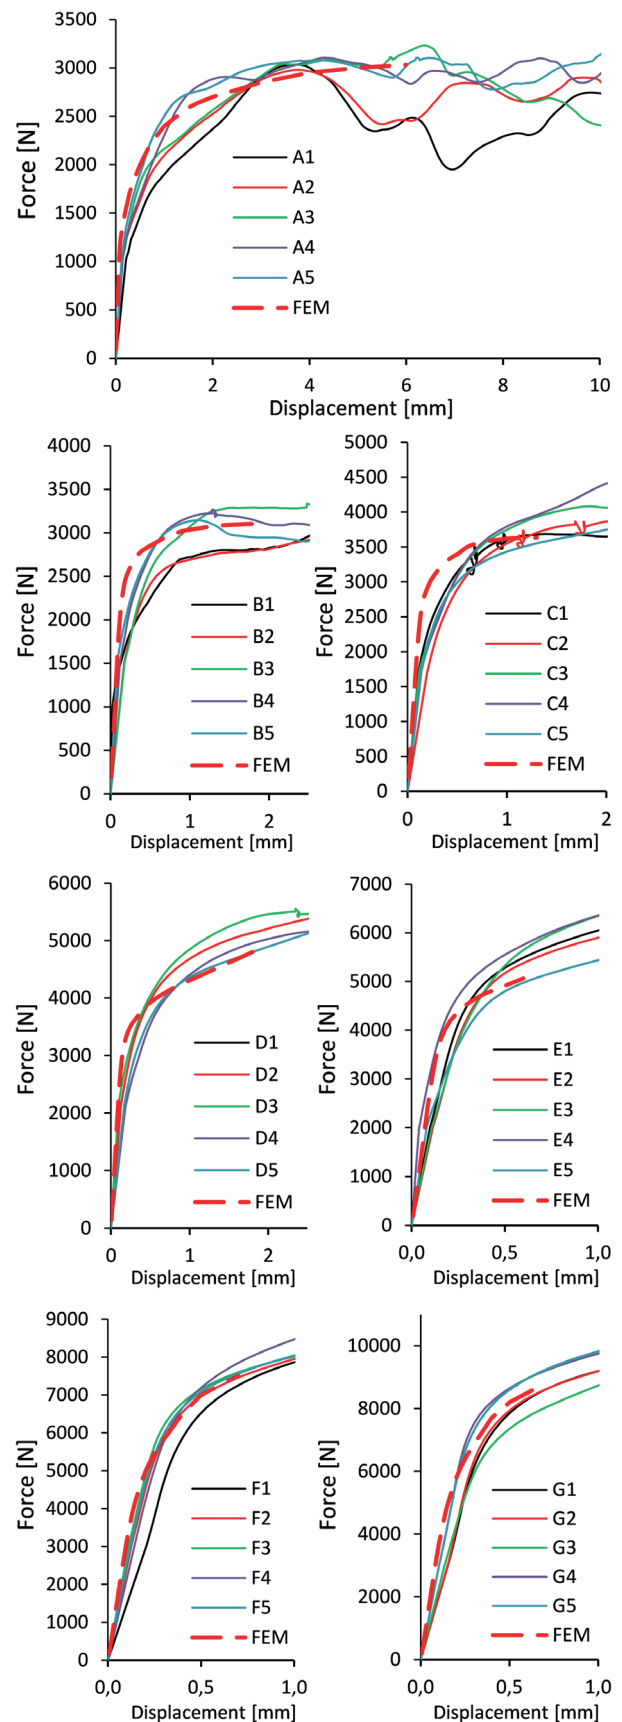 Force [N]
3500
3000
2500
2000
1500
1000
500
0
A1
A2
A3
A4
A5
FEM
0 2 4 6 8 10
Displacement [mm]
Force [N]
4000
3500
3000
2500
2000
1500
1000
500
0
B1
B2
B3
B4
B5
FEM
0 1 2
Displacement [mm]
Force [N]
5000
4500
4000
3500
3000
2500
2000
1500
1000
500
0
C1
C2
C3
C4
C5
FEM
0 1 2
Displacement [mm]
Force [N]
6000
5000
4000
3000
2000
1000
0
D1
D2
D3
D4
D5
FEM
0 1 2
Displacement [mm]
Force [N]
7000
6000
5000
4000
3000
2000
1000
0
E1
E2
E3
E4
E5
FEM
0,0 0,5 1,0
Displacement [mm]
Force [N]
9000
8000
7000
6000
5000
4000
3000
2000
1000
0
F1
F2
F3
F4
F5
FEM
0,0 0,5 1,0
Displacement [mm]
Force [N]
10000
8000
6000
4000
2000
0
G1
G2
G3
G4
G5
FEM
0,0 0,5 1,0
Displacement [mm]